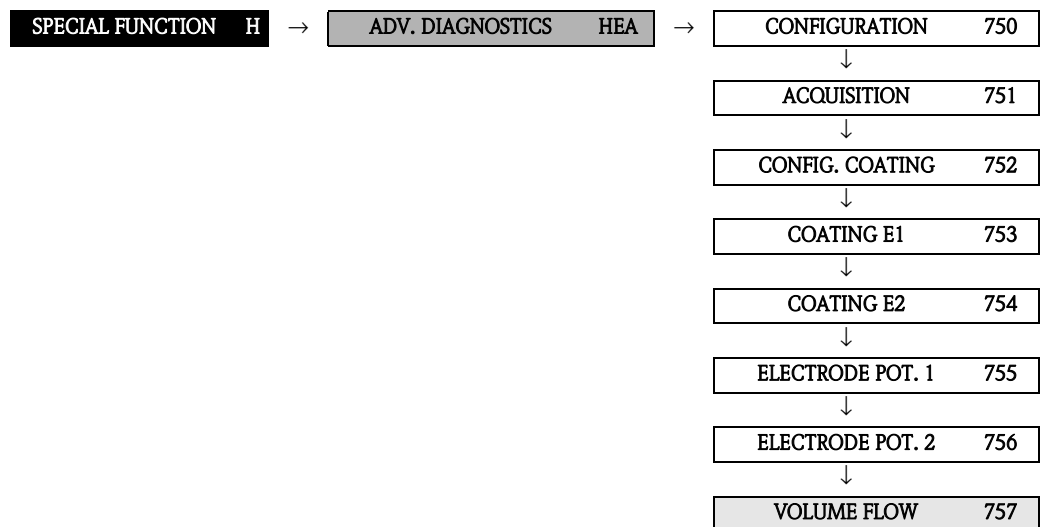 SPECIAL FUNCTION H → ADV. DIAGNOSTICS HEA → CONFIGURATION 750
↓
ACQUISITION 751
↓
CONFIG. COATING 752
↓
COATING E1 753
↓
COATING E2 754
↓
ELECTRODE POT. 1 755
↓
ELECTRODE POT. 2 756
↓
VOLUME FLOW 757